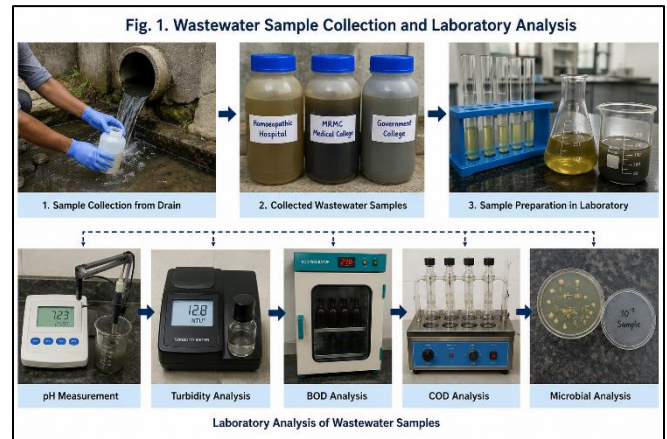 Fig. 1. Wastewater Sample Collection and Laboratory Analysis
Homoeopathic
Hospital
MRMC
Medical College
Government
College
1. Sample Collection from Drain
2. Collected Wastewater Samples
3. Sample Preparation in Laboratory
7.23
12.8
NTU
TURBIDITY METER
10⁻³
Sample
pH Measurement
Turbidity Analysis
BOD Analysis
COD Analysis
Microbial Analysis
Laboratory Analysis of Wastewater Samples